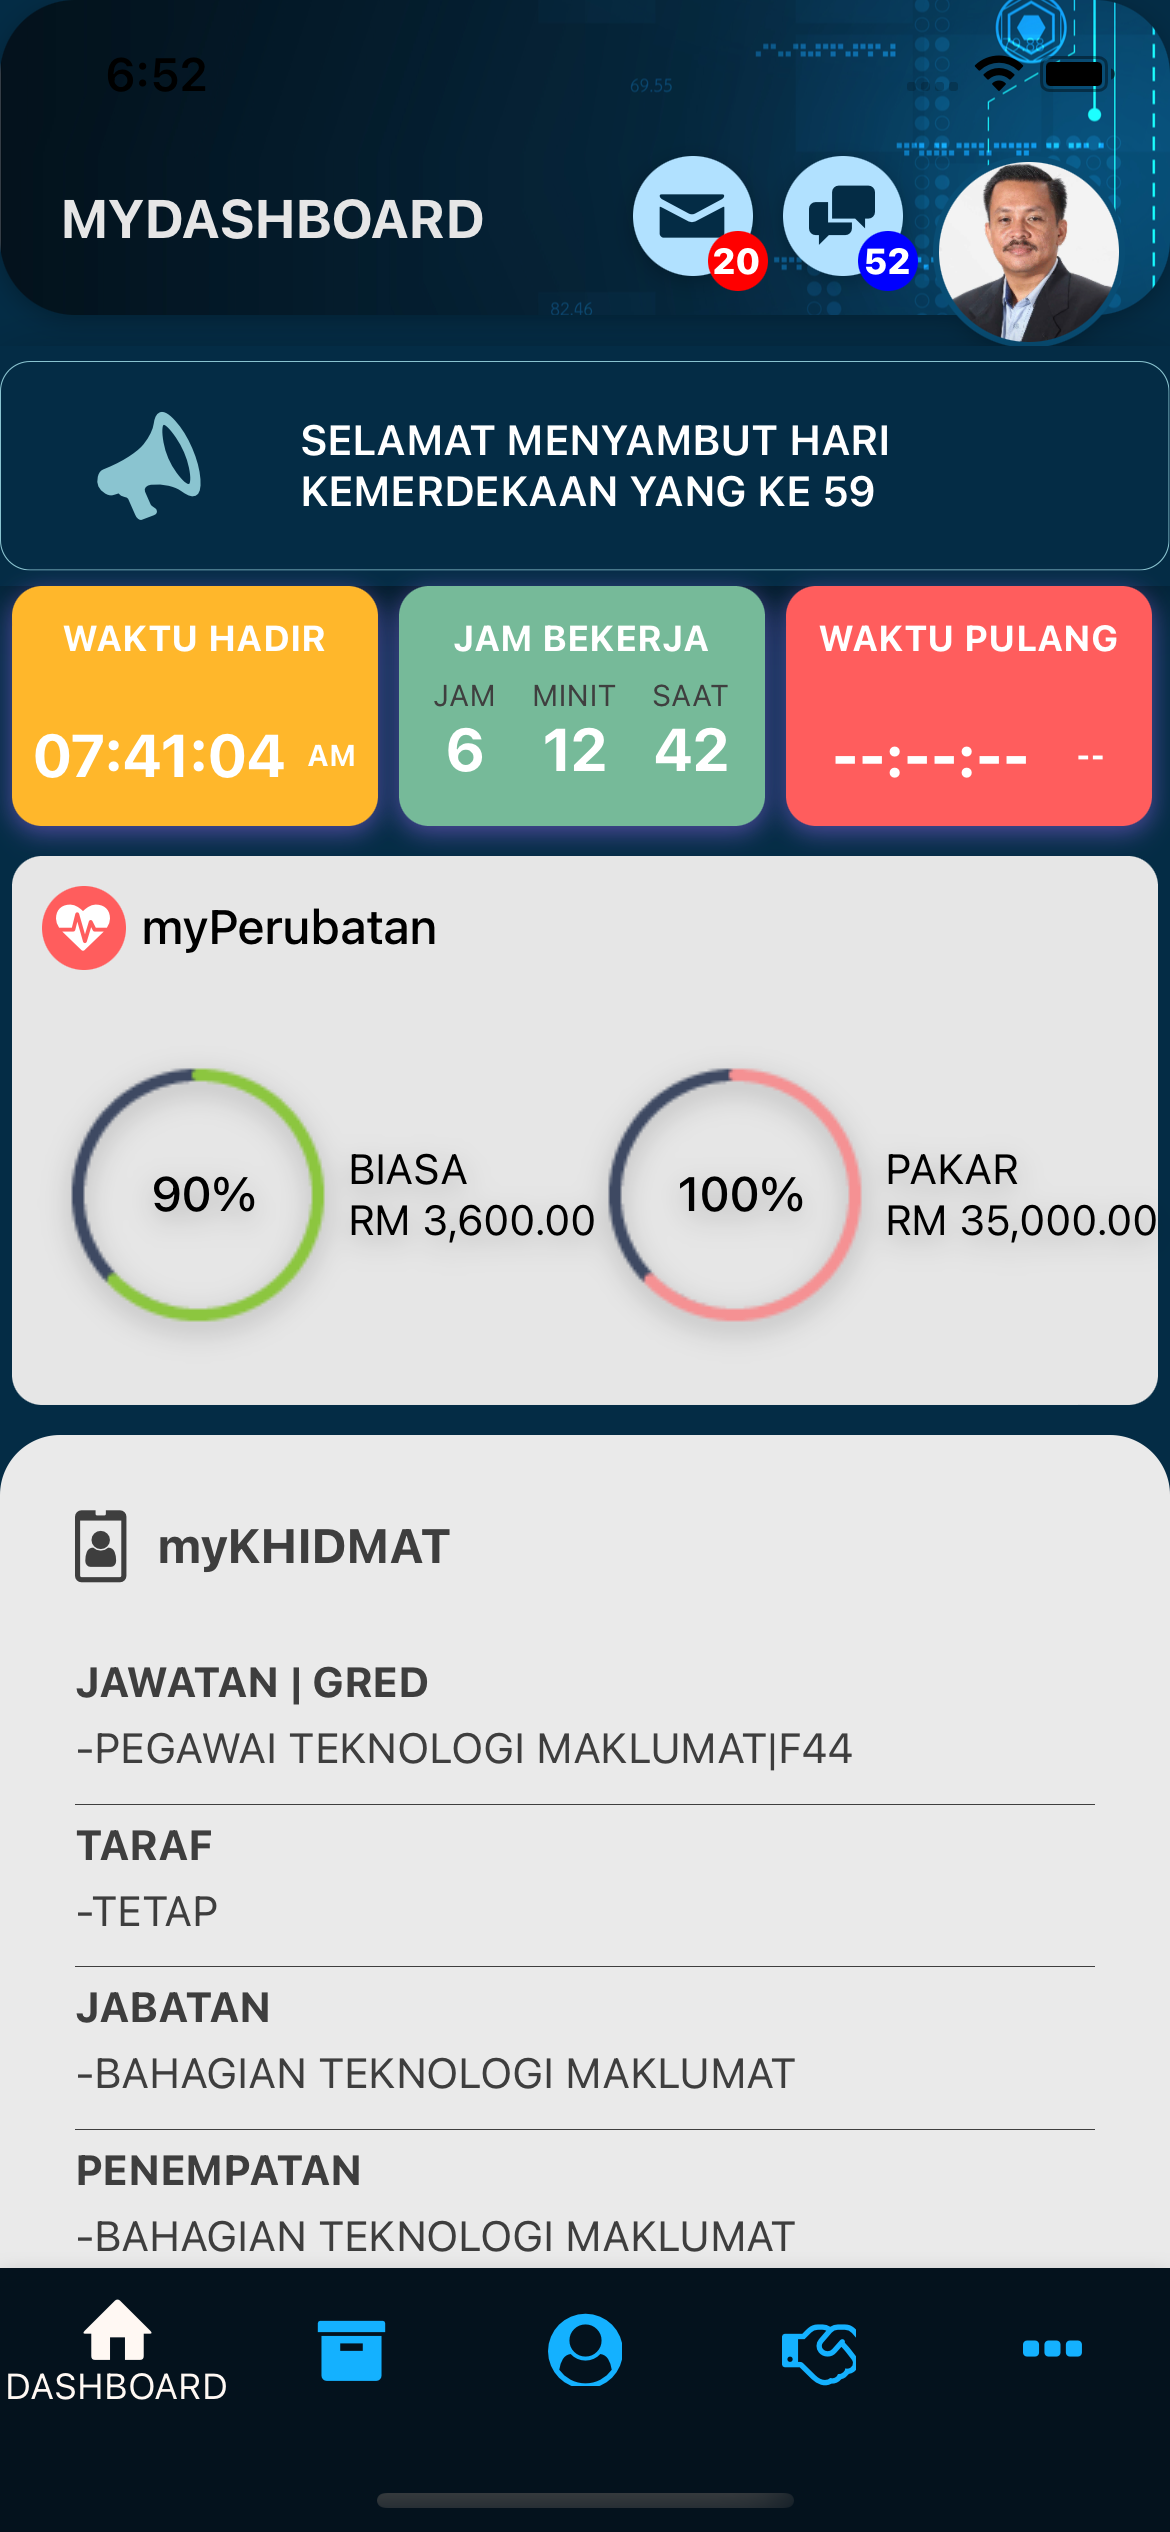 6:52
69.55
79.88
MYDASHBOARD
20
52
82.46
SELAMAT MENYAMBUT HARI
KEMERDEKAAN YANG KE 59
WAKTU HADIR
07:41:04 AM
JAM BEKERJA
JAM MINIT SAAT
6 12 42
WAKTU PULANG
--:--:-- --
myPerubatan
90%
BIASA
RM 3,600.00
100%
PAKAR
RM 35,000.00
myKHIDMAT
JAWATAN | GRED
-PEGAWAI TEKNOLOGI MAKLUMAT|F44
TARAF
-TETAP
JABATAN
-BAHAGIAN TEKNOLOGI MAKLUMAT
PENEMPATAN
-BAHAGIAN TEKNOLOGI MAKLUMAT
DASHBOARD